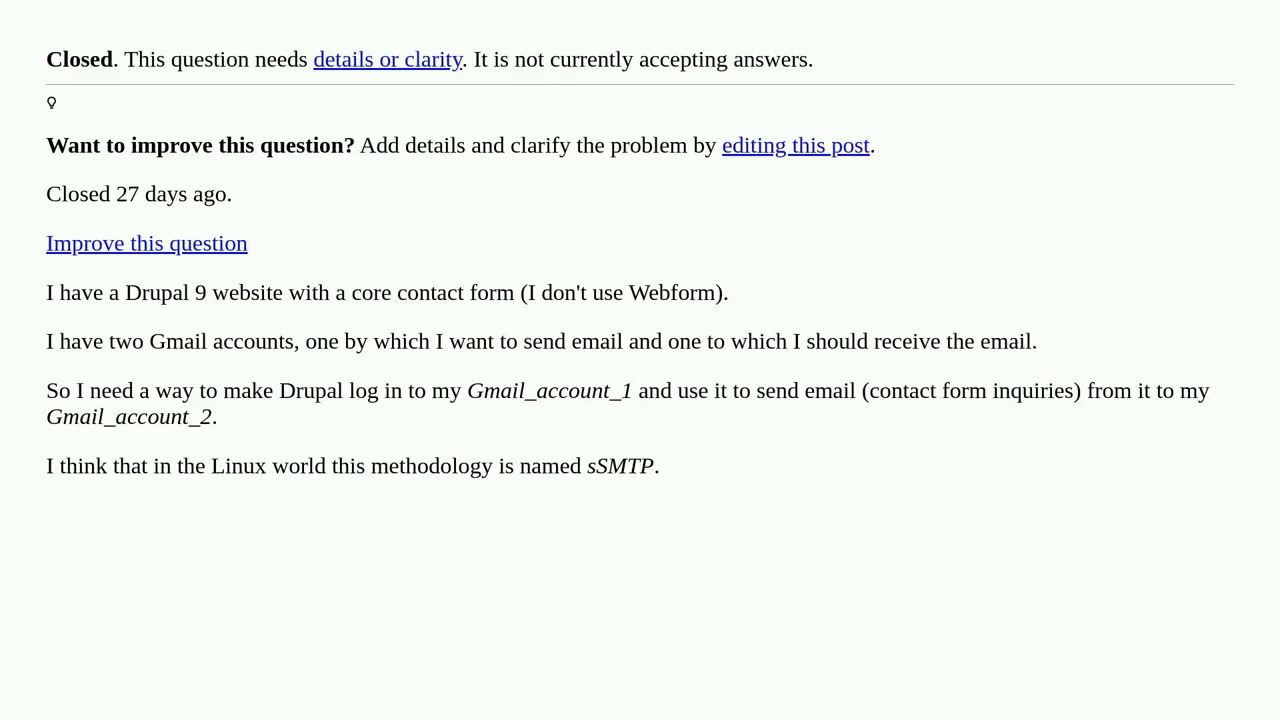 Closed. This question needs details or clarity. It is not currently accepting answers.
Want to improve this question? Add details and clarify the problem by editing this post.
Closed 27 days ago.
Improve this question
I have a Drupal 9 website with a core contact form (I don't use Webform).
I have two Gmail accounts, one by which I want to send email and one to which I should receive the email.
So I need a way to make Drupal log in to my Gmail_account_1 and use it to send email (contact form inquiries) from it to my
Gmail_account_2.
I think that in the Linux world this methodology is named sSMTP.